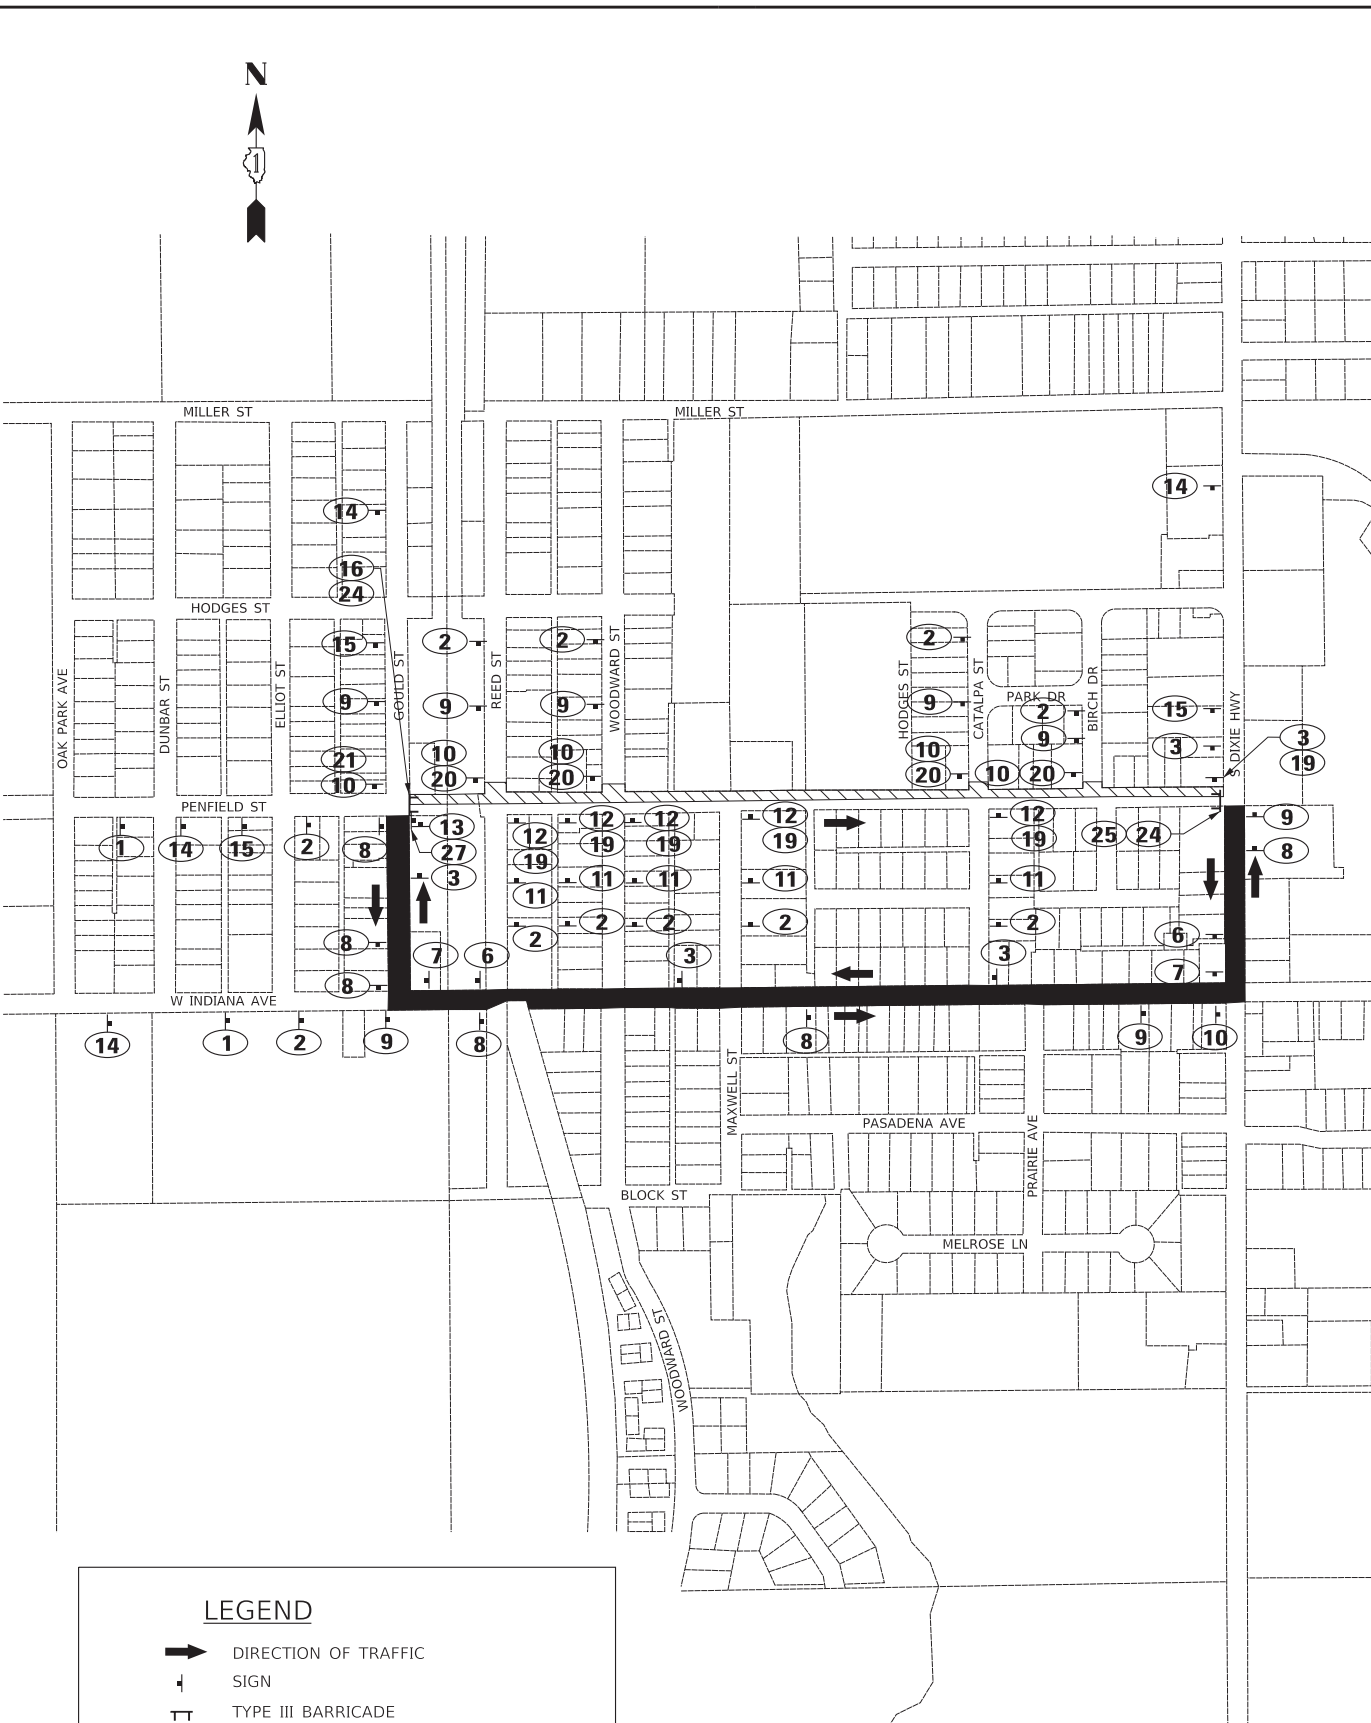 N
1
MILLER ST
MILLER ST
14
14
16
24
HODGES ST
15
2
2
2
OAK PARK AVE
DUNBAR ST
ELLIOT ST
GOULD ST
REED ST
WOODWARD ST
HODGES ST
CATALPA ST
PARK DR
BIRCH DR
S DIXIE HWY
9
9
9
9
2
15
21
10
10
10
9
3
3
19
10
20
20
20
10
20
PENFIELD ST
1
14
15
2
8
13
27
3
12
19
11
2
12
19
11
2
12
19
11
2
12
19
11
2
12
19
11
2
25
24
9
8
8
8
7
6
3
3
6
7
W INDIANA AVE
14
1
2
9
8
8
9
10
MAXWELL ST
PASADENA AVE
PRAIRIE AVE
BLOCK ST
MELROSE LN
WOODWARD ST
LEGEND
DIRECTION OF TRAFFIC
SIGN
TYPE III BARRICADE